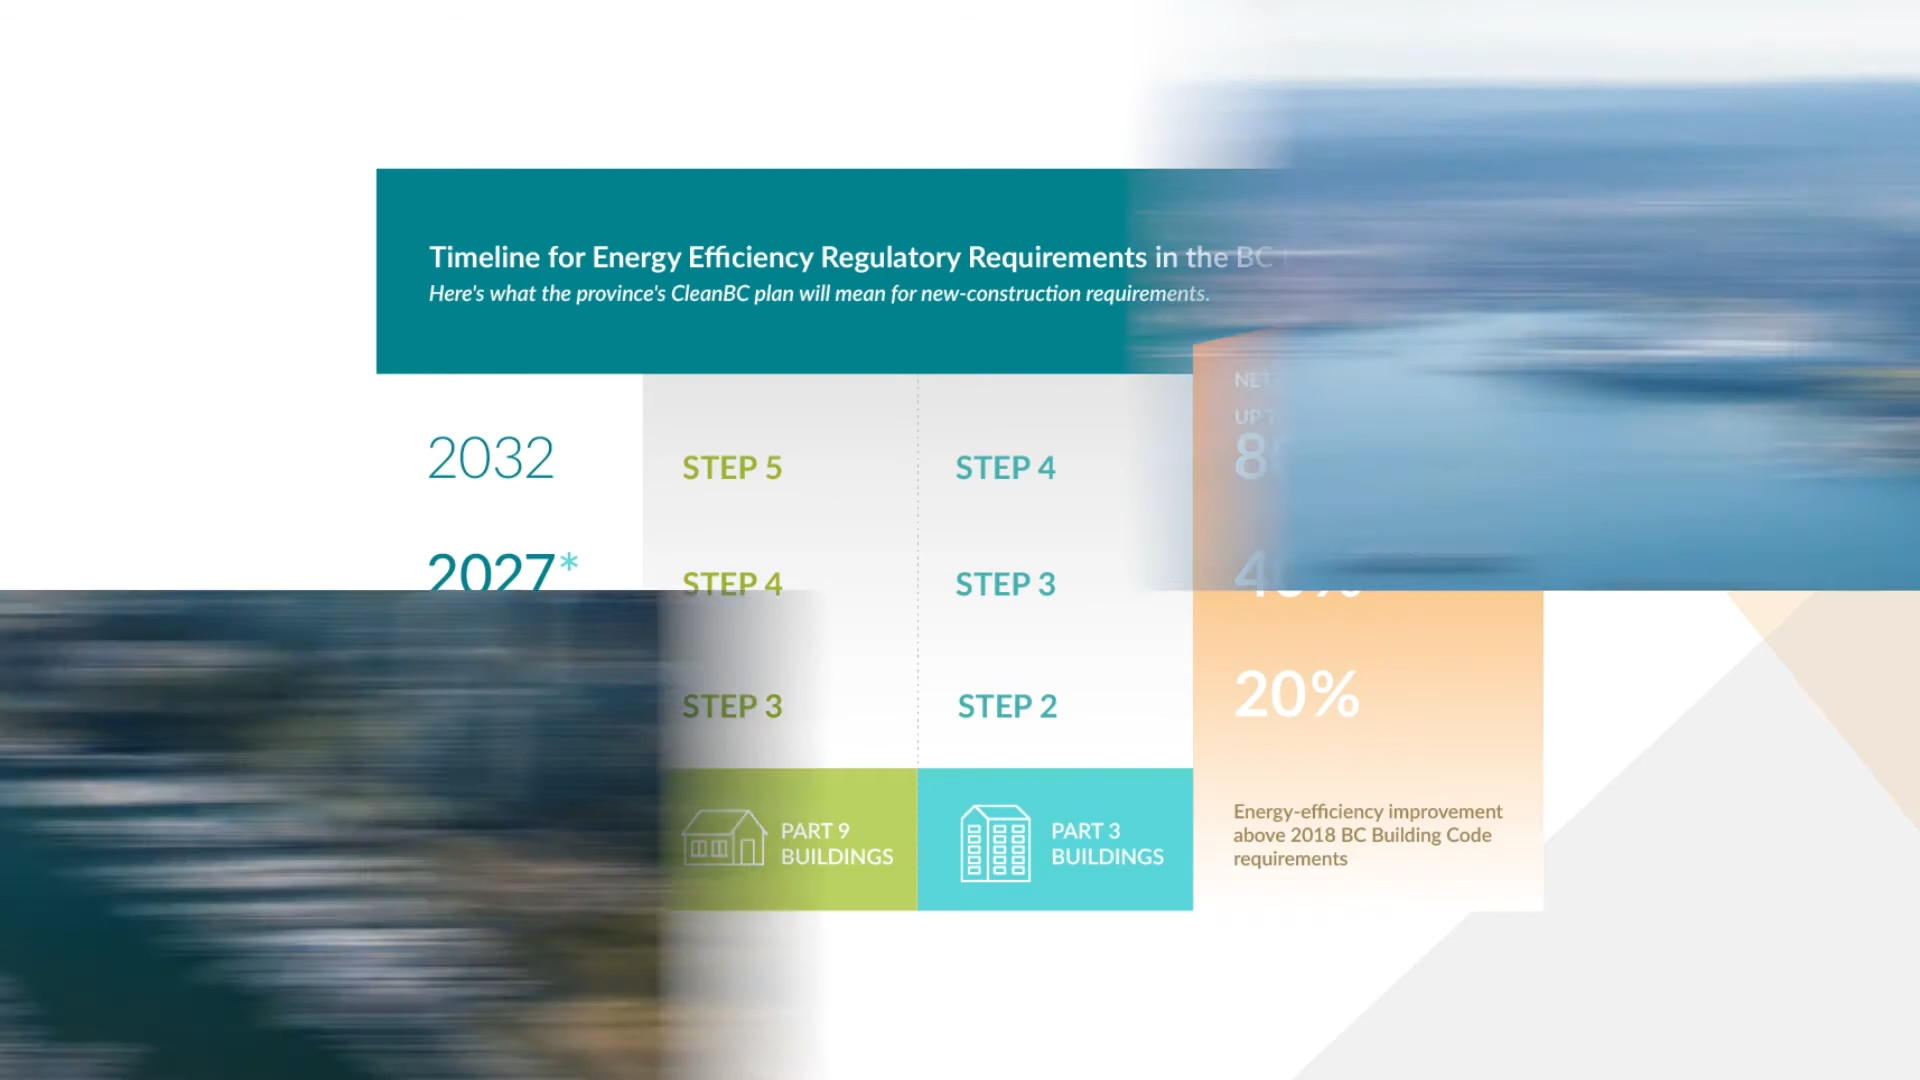 Timeline for Energy Efficiency Regulatory Requirements in the BC
Here's what the province's CleanBC plan will mean for new-construction requirements.
2032 STEP 5 STEP 4
2027* STEP 4 STEP 3
STEP 3 STEP 2 20%
PART 9
BUILDINGS
PART 3
BUILDINGS
Energy-efficiency improvement
above 2018 BC Building Code
requirements